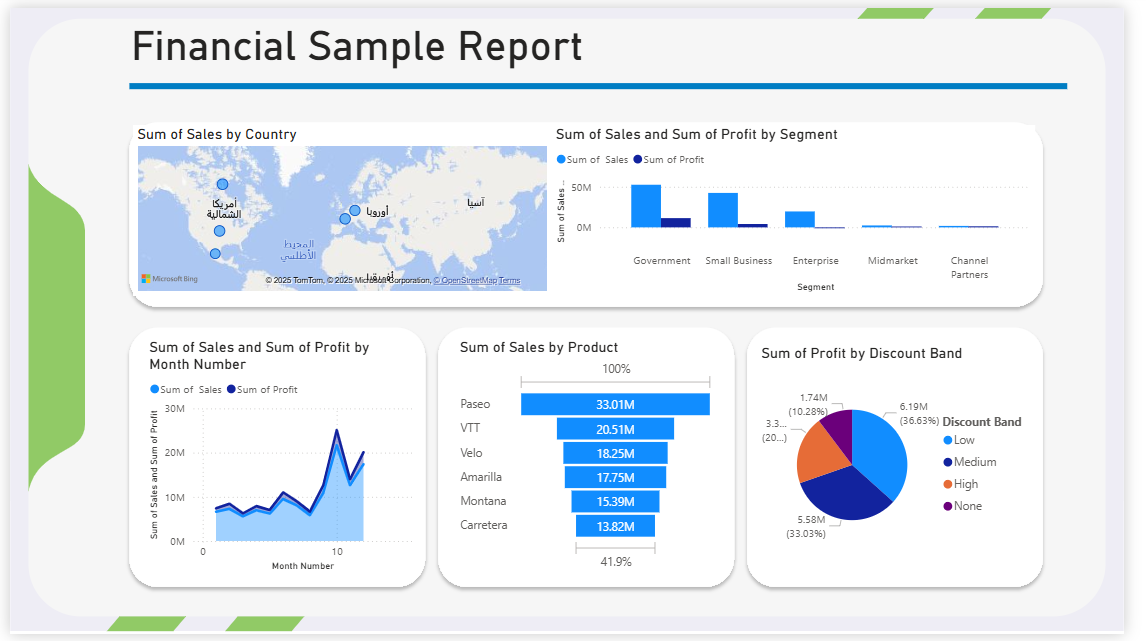 Financial Sample Report
Sum of Sales by Country
أمريكا
الشمالية
أوروبا
آسيا
المحيط
الأطلسي
أفريقيا
Microsoft Bing
© 2025 TomTom, © 2025 Microsoft Corporation, © OpenStreetMap Terms
Sum of Sales and Sum of Profit by Segment
Sum of Sales Sum of Profit
Sum of Sales ...
50M
0M
Government Small Business Enterprise Midmarket Channel
Partners
Segment
Sum of Sales and Sum of Profit by
Month Number
Sum of Sales Sum of Profit
Sum of Sales and Sum of Profit
30M
20M
10M
0M
0 10
Month Number
Sum of Sales by Product
100%
Paseo 33.01M
VTT 20.51M
Velo 18.25M
Amarilla 17.75M
Montana 15.39M
Carretera 13.82M
41.9%
Sum of Profit by Discount Band
1.74M
(10.28%)
3.3...
(20...)
6.19M
(36.63%)
5.58M
(33.03%)
Discount Band
Low
Medium
High
None